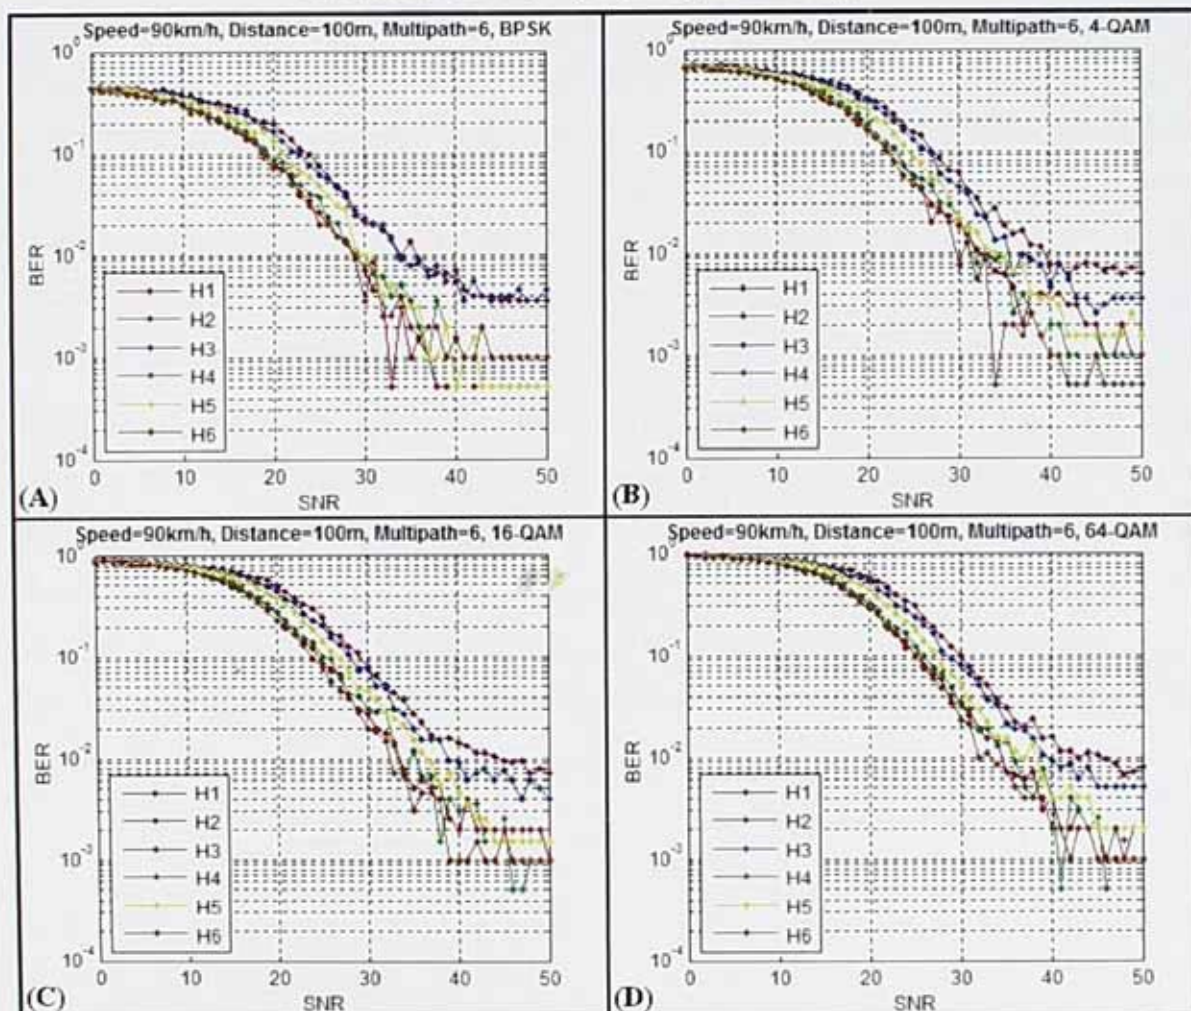 Speed=90km/h, Distance=100m, Multipath=6, BPSK
10^0
10^-1
10^-2
10^-3
10^-4
BER
H1
H2
H3
H4
H5
H6
0 10 20 30 40 50
SNR
(A)
Speed=90km/h, Distance=100m, Multipath=6, 4-QAM
10^0
10^-1
10^-2
10^-3
10^-4
BER
H1
H2
H3
H4
H5
H6
0 10 20 30 40 50
SNR
(B)
Speed=90km/h, Distance=100m, Multipath=6, 16-QAM
10^0
10^-1
10^-2
10^-3
10^-4
BER
H1
H2
H3
H4
H5
H6
0 10 20 30 40 50
SNR
(C)
Speed=90km/h, Distance=100m, Multipath=6, 64-QAM
10^0
10^-1
10^-2
10^-3
10^-4
BER
H1
H2
H3
H4
H5
H6
0 10 20 30 40 50
SNR
(D)